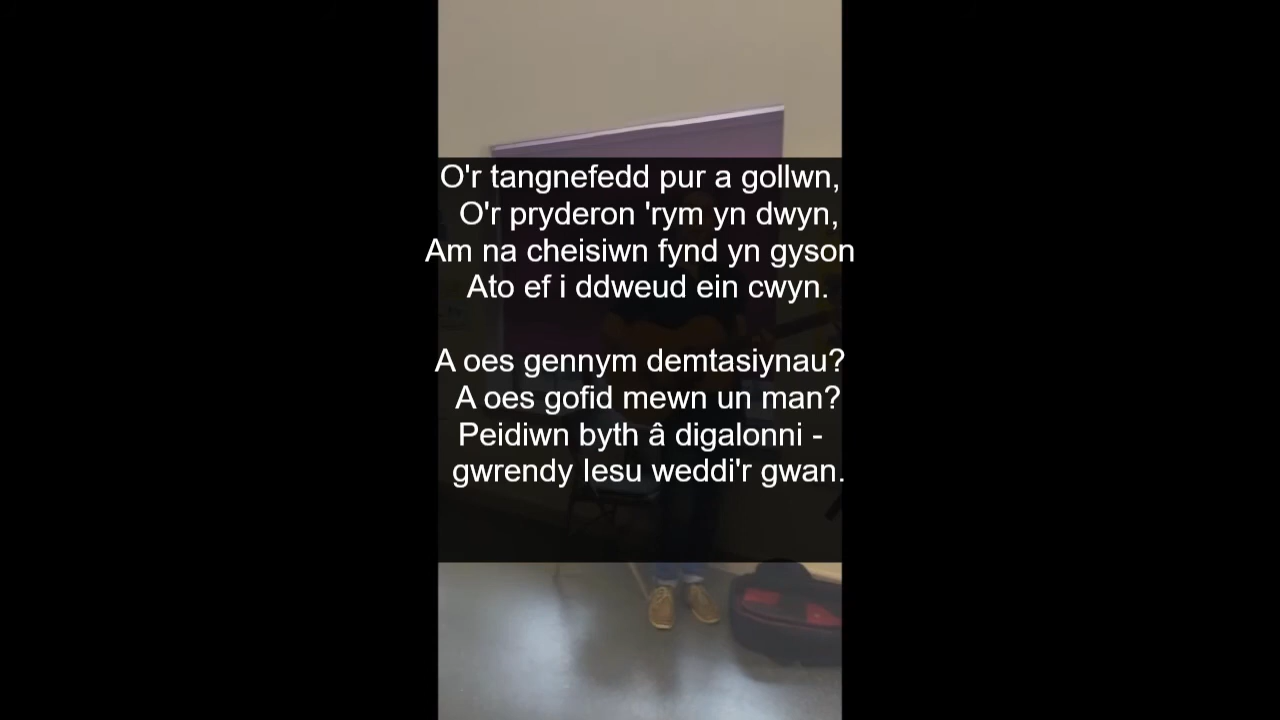 O'r tangnefedd pur a gollwn,
O'r pryderon 'rym yn dwyn,
Am na cheisiwn fynd yn gyson
Ato ef i ddweud ein cwyn.
A oes gennym demtasiynau?
A oes gofid mewn un man?
Peidiwn byth â digalonni -
gwrendy Iesu weddi'r gwan.